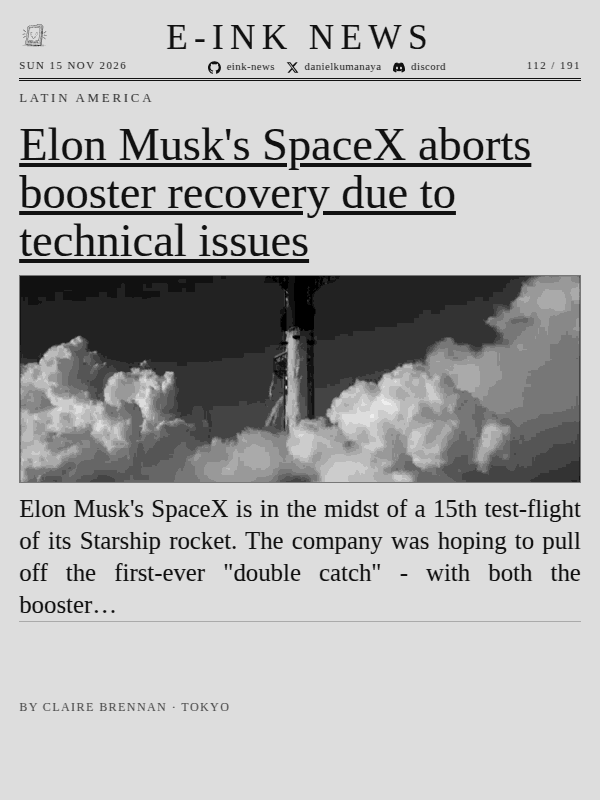 E-INK NEWS
SUN 15 NOV 2026
eink-news
danielkumanaya
discord
112 / 191
LATIN AMERICA
Elon Musk's SpaceX aborts
booster recovery due to
technical issues
Elon Musk's SpaceX is in the midst of a 15th test-flight
of its Starship rocket. The company was hoping to pull
off the first-ever "double catch" - with both the
booster…
BY CLAIRE BRENNAN · TOKYO